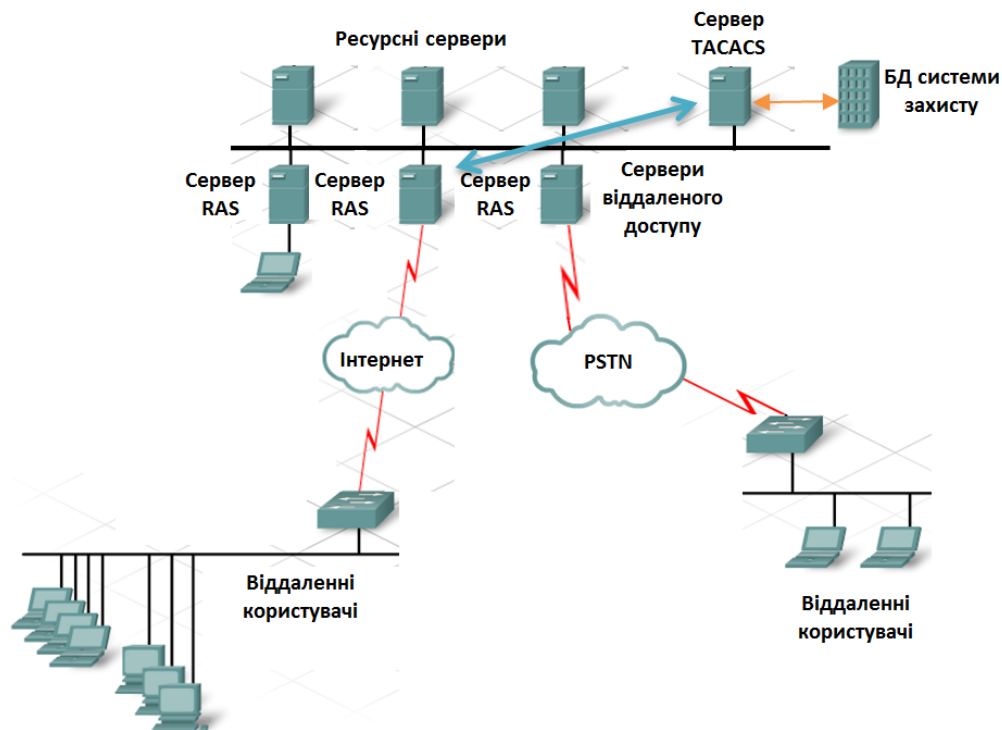 Ресурсні сервери
Сервер
TACACS
БД системи
захисту
Сервер
RAS
Сервер
RAS
Сервер
RAS
Сервери
віддаленого
доступу
Інтернет
PSTN
Віддаленні
користувачі
Віддаленні
користувачі